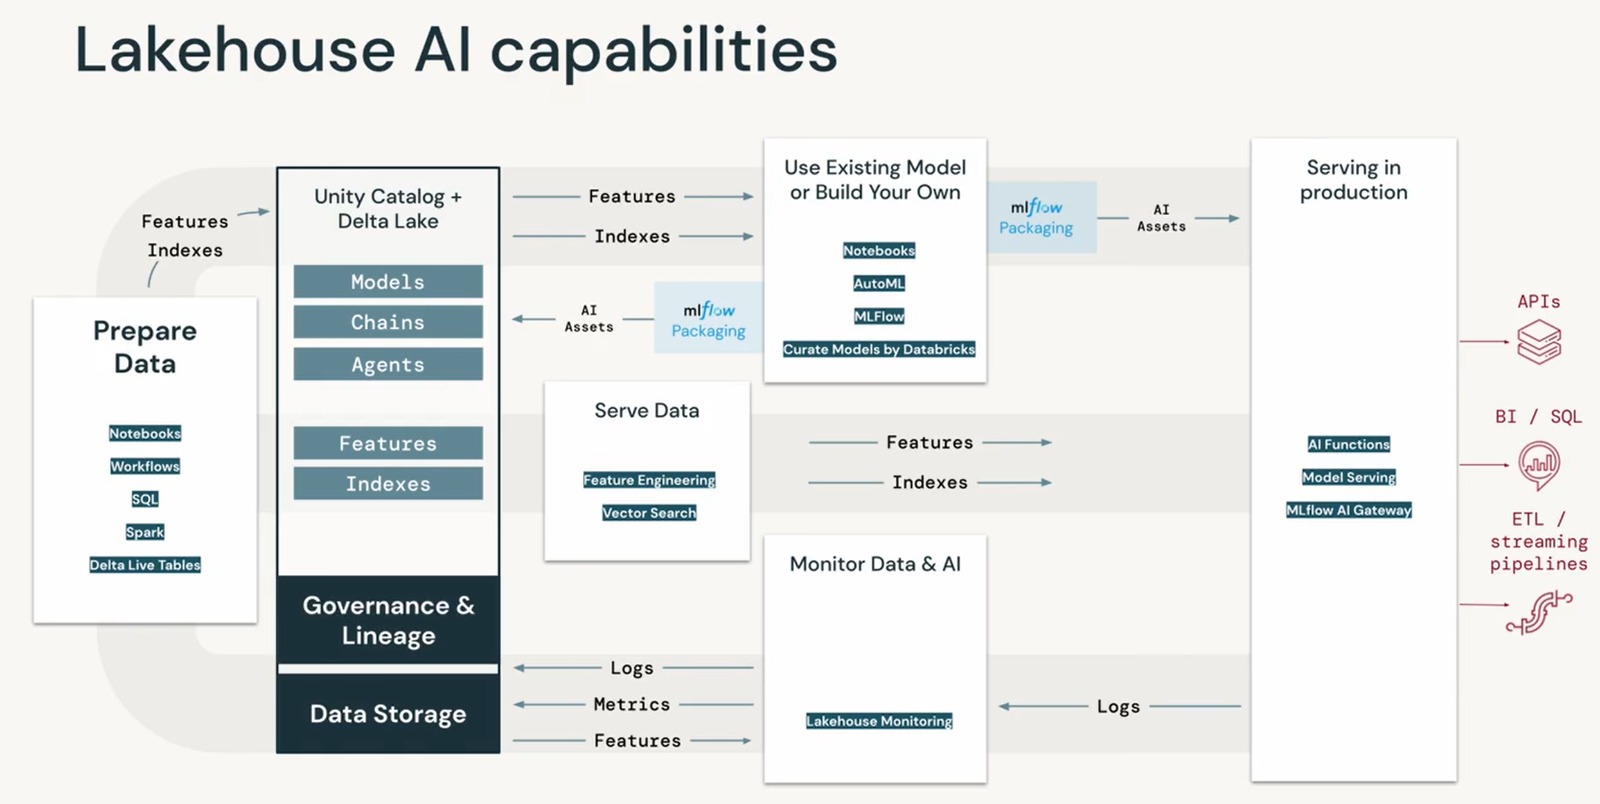 Lakehouse AI capabilities
Features
Indexes
Prepare
Data
Notebooks
Workflows
SQL
Spark
Delta Live Tables
Unity Catalog +
Delta Lake
Models
Chains
Agents
Features
Indexes
Governance &
Lineage
Data Storage
Features
Indexes
AI
Assets
mlflow
Packaging
Use Existing Model
or Build Your Own
Notebooks
AutoML
MLFlow
Curate Models by Databricks
mlflow
Packaging
AI
Assets
Serve Data
Feature Engineering
Vector Search
Features
Indexes
Monitor Data & AI
Lakehouse Monitoring
Logs
Metrics
Features
Logs
Serving in
production
AI Functions
Model Serving
MLflow AI Gateway
APIs
BI / SQL
ETL /
streaming
pipelines